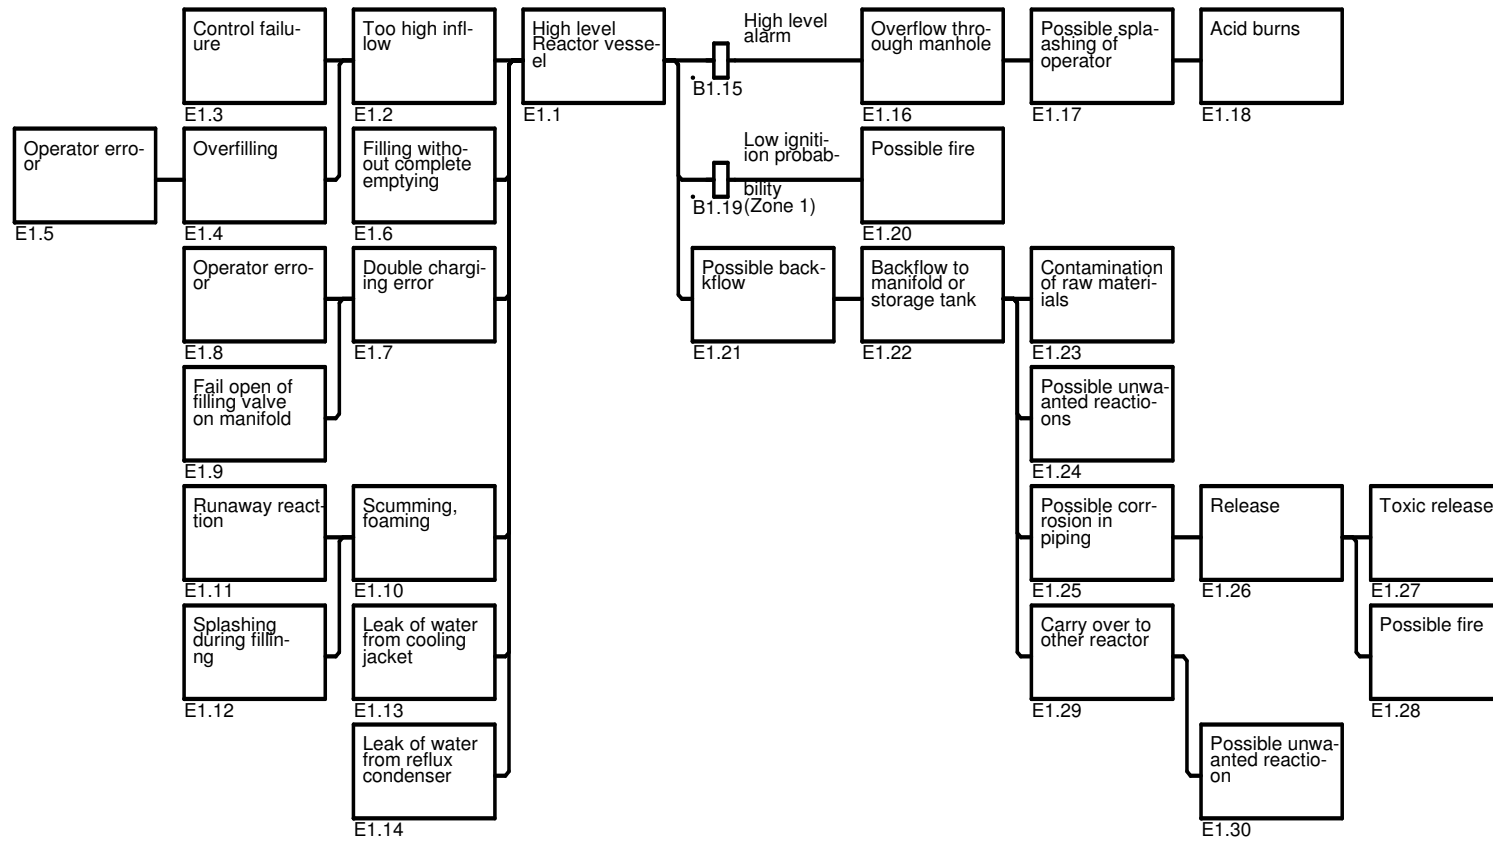 Control failu-
ure
E1.3
Too high infl-
low
E1.2
High level
Reactor vesse-
el
E1.1
High level
alarm
B1.15
Overflow thro-
ough manhole
E1.16
Possible spla-
ashing of
operator
E1.17
Acid burns
E1.18
Operator erro-
or
E1.5
Overfilling
E1.4
Filling witho-
out complete
emptying
E1.6
Low igniti-
ion probab-
bility
(Zone 1)
B1.19
Possible fire
E1.20
Operator erro-
or
E1.8
Double chargi-
ing error
E1.7
Possible back-
kflow
E1.21
Backflow to
manifold or
storage tank
E1.22
Contamination
of raw materi-
ials
E1.23
Fail open of
filling valve
on manifold
E1.9
Possible unwa-
anted reactio-
ons
E1.24
Runaway react-
tion
E1.11
Scumming,
foaming
E1.10
Possible corr-
rosion in
piping
E1.25
Release
E1.26
Toxic release
E1.27
Splashing
during fillin-
ng
E1.12
Leak of water
from cooling
jacket
E1.13
Carry over to
other reactor
E1.29
Possible fire
E1.28
Leak of water
from reflux
condenser
E1.14
Possible unwa-
anted reactio-
on
E1.30